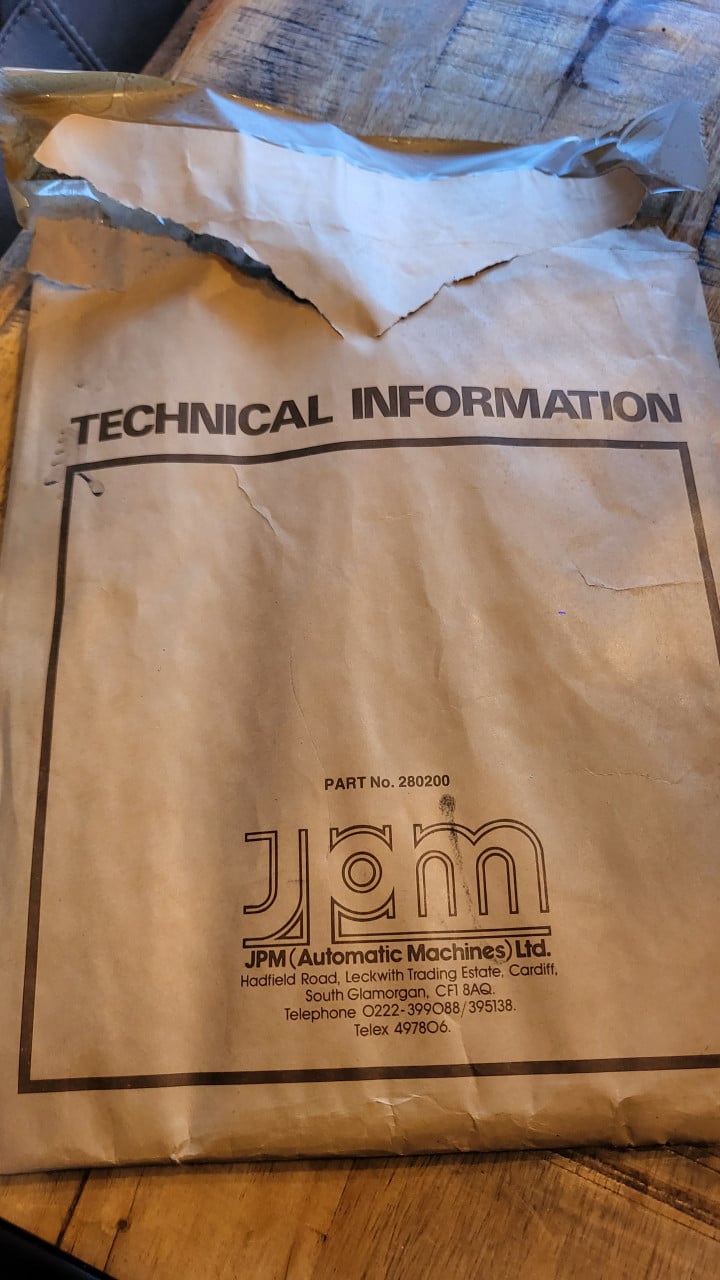 TECHNICAL INFORMATION
PART No. 280200
Jpm
JPM (Automatic Machines) Ltd.
Hadfield Road, Leckwith Trading Estate, Cardiff,
South Glamorgan, CF1 8AQ.
Telephone 0222-399088/395138.
Telex 497806.